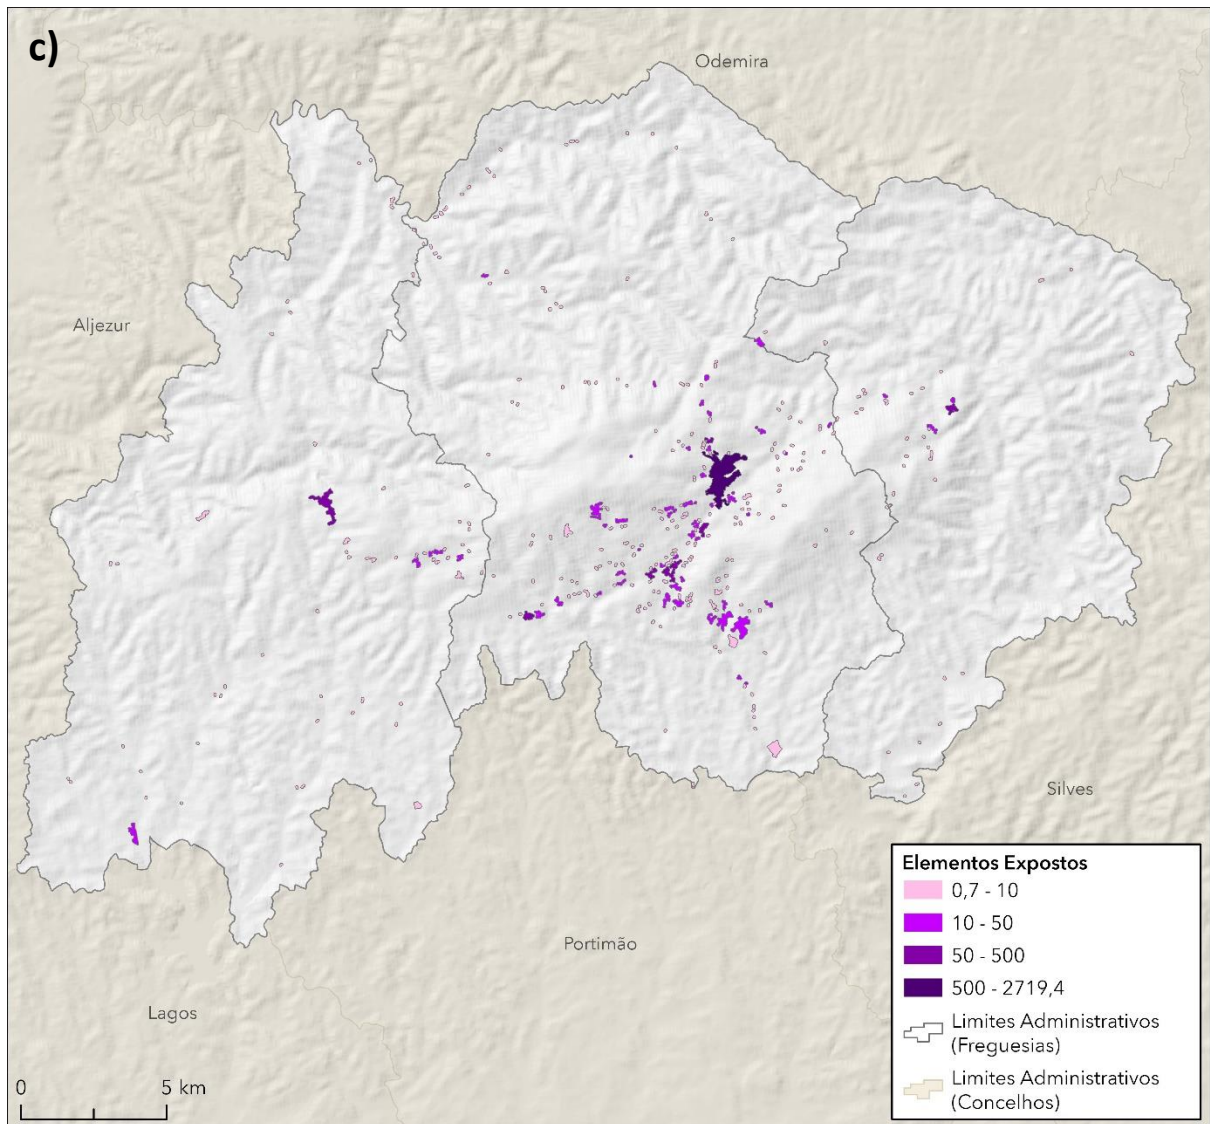 c)
Odemira
Aljezur
Silves
Portimão
Lagos
Elementos Expostos
0,7 - 10
10 - 50
50 - 500
500 - 2719,4
Limites Administrativos
(Freguesias)
Limites Administrativos
(Concelhos)
0 5 km